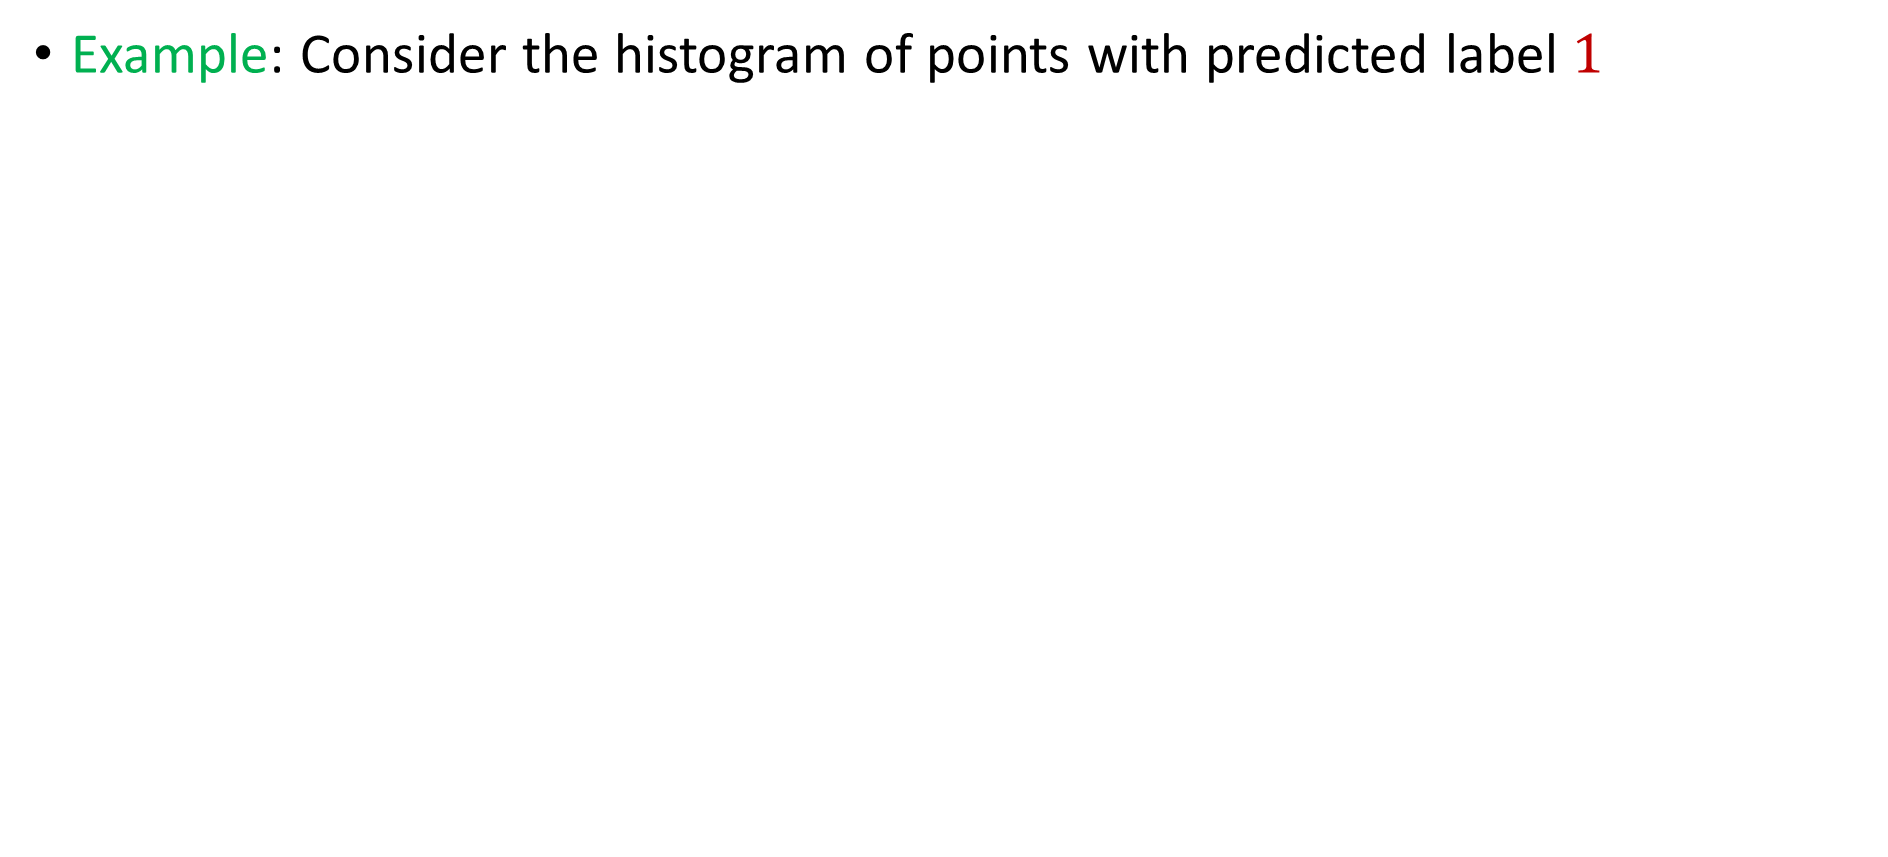 • Example: Consider the histogram of points with predicted label 1